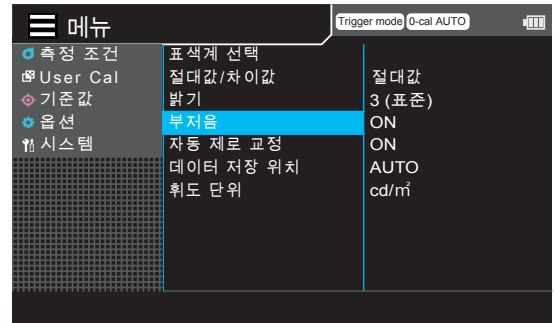 메뉴
Trigger mode 0-cal AUTO
측정 조건
User Cal
기준값
옵션
시스템
표색계 선택
절대값/차이값 절대값
밝기 3 (표준)
부저음 ON
자동 제로 교정 ON
데이터 저장 위치 AUTO
휘도 단위 cd/㎡